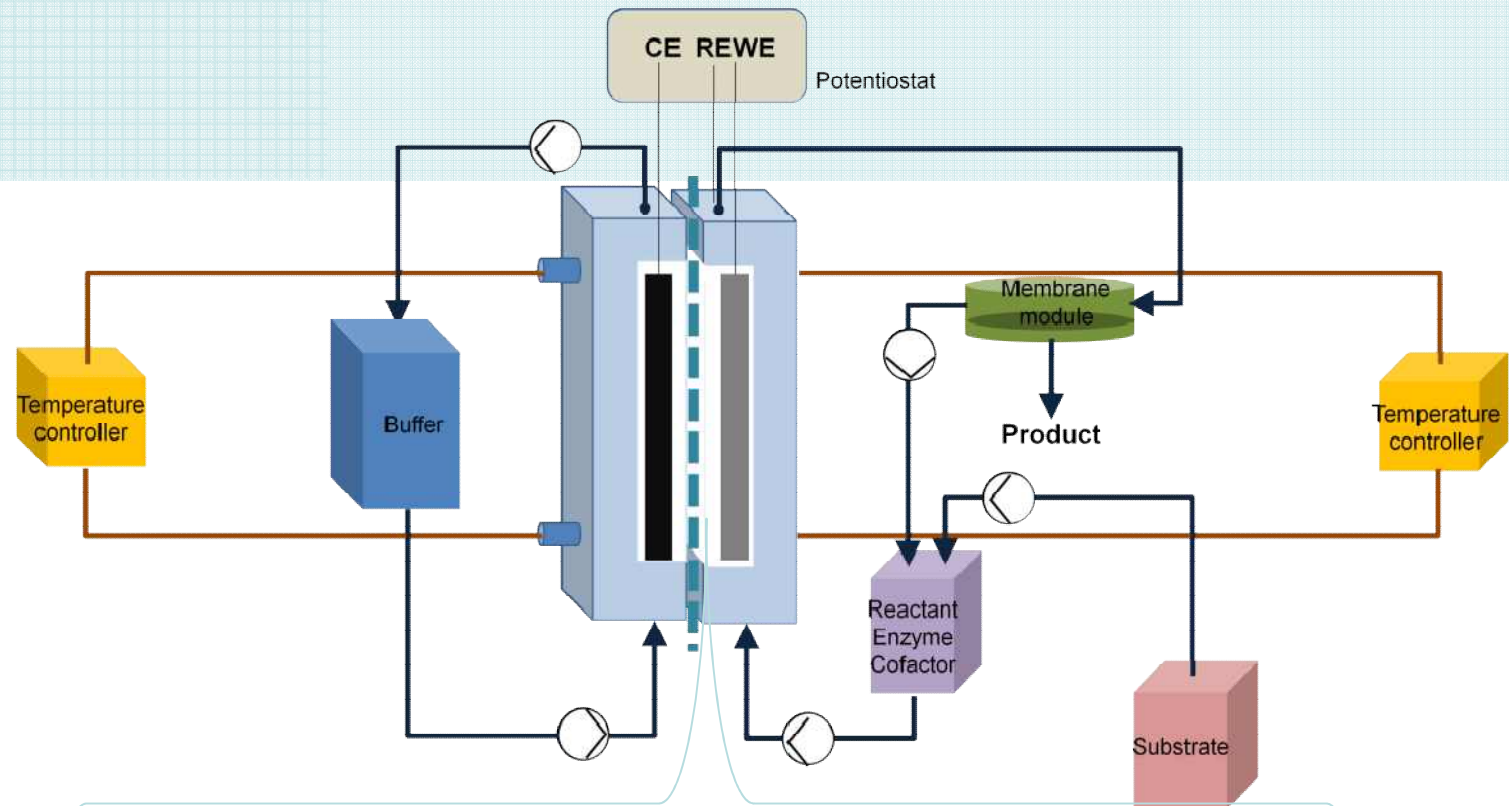 CE REWE
Potentiostat
Membrane
module
Temperature
controller
Buffer
Product
Temperature
controller
Reactant
Enzyme
Cofactor
Substrate